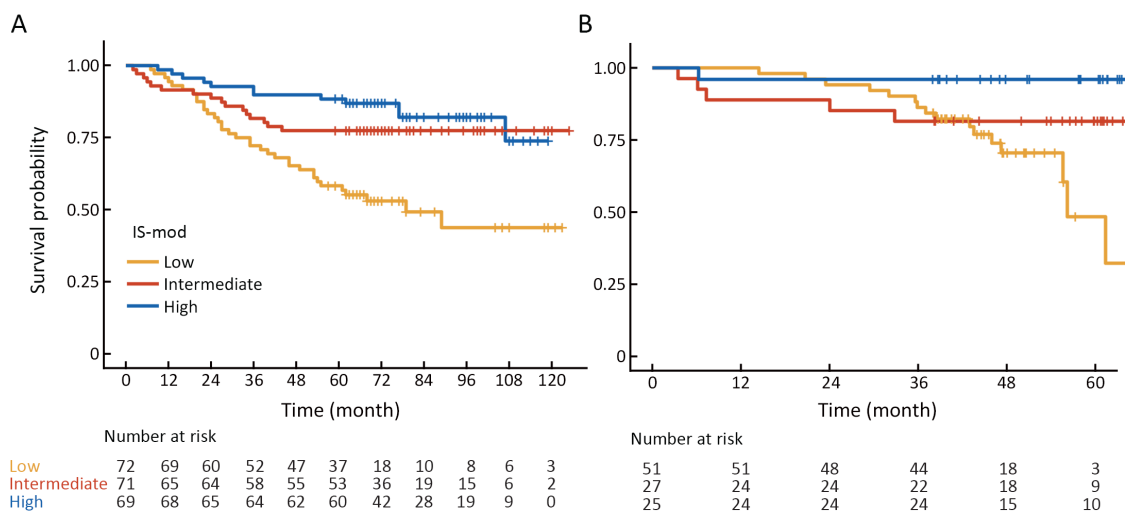 A
1.00
0.75
0.50
0.25
0
Survival probability
IS-mod
Low
Intermediate
High
0 12 24 36 48 60 72 84 96 108 120
Time (month)
Number at risk
Low 72 69 60 52 47 37 18 10 8 6 3
Intermediate 71 65 64 58 55 53 36 19 15 6 2
High 69 68 65 64 62 60 42 28 19 9 0
B
1.00
0.75
0.50
0.25
0
0 12 24 36 48 60
Time (month)
Number at risk
51 51 48 44 18 3
27 24 24 22 18 9
25 24 24 24 15 10